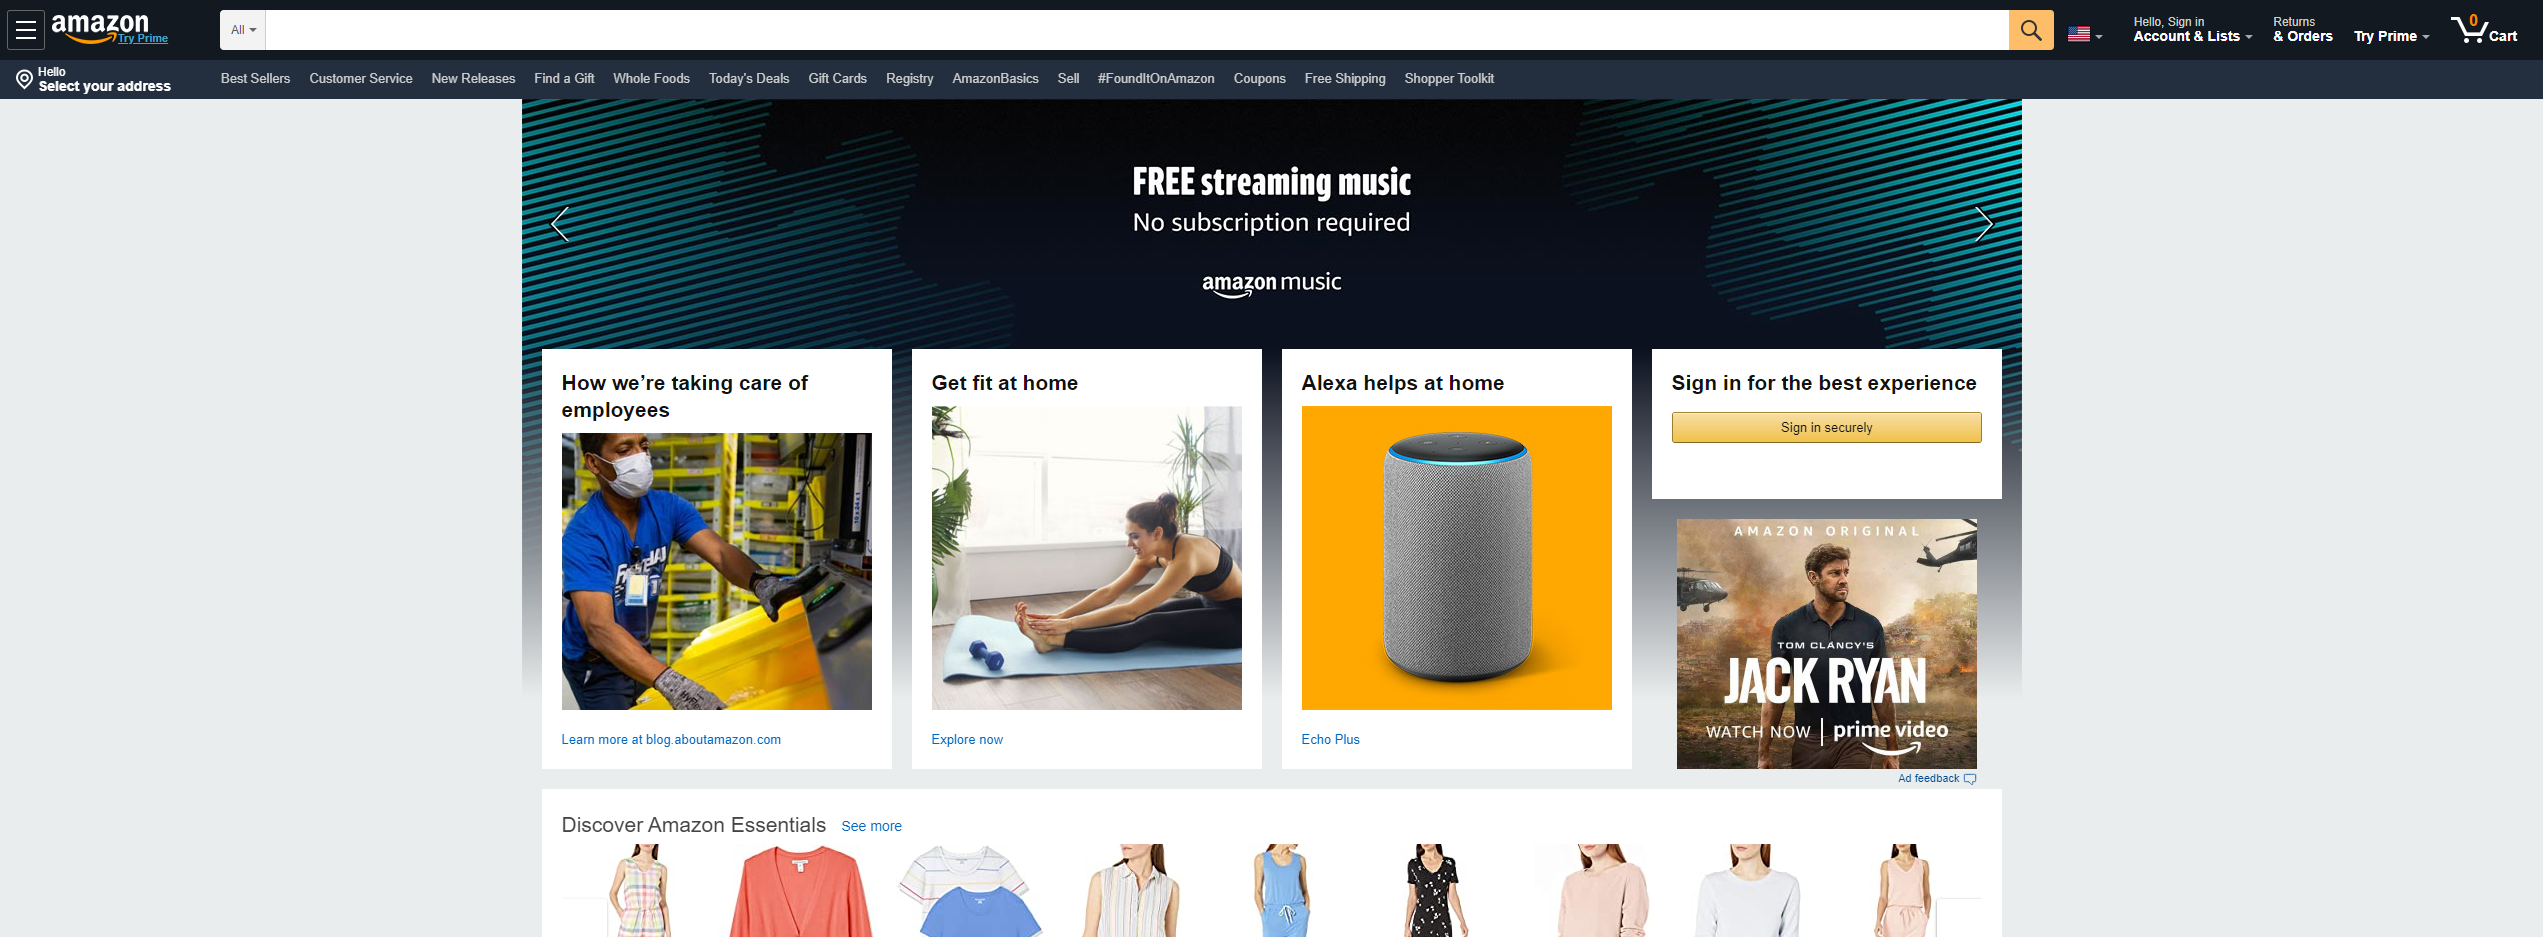 amazon
Try Prime
All
Hello, Sign in
Account & Lists
Returns
& Orders
Try Prime
0
Cart
Hello
Select your address
Best Sellers
Customer Service
New Releases
Find a Gift
Whole Foods
Today's Deals
Gift Cards
Registry
AmazonBasics
Sell
#FoundItOnAmazon
Coupons
Free Shipping
Shopper Toolkit
FREE streaming music
No subscription required
amazon music
How we're taking care of
employees
Learn more at blog.aboutamazon.com
Get fit at home
Explore now
Alexa helps at home
Echo Plus
Sign in for the best experience
Sign in securely
AMAZON ORIGINAL
TOM CLANCY'S
JACK RYAN
WATCH NOW
prime video
Ad feedback
Discover Amazon Essentials
See more